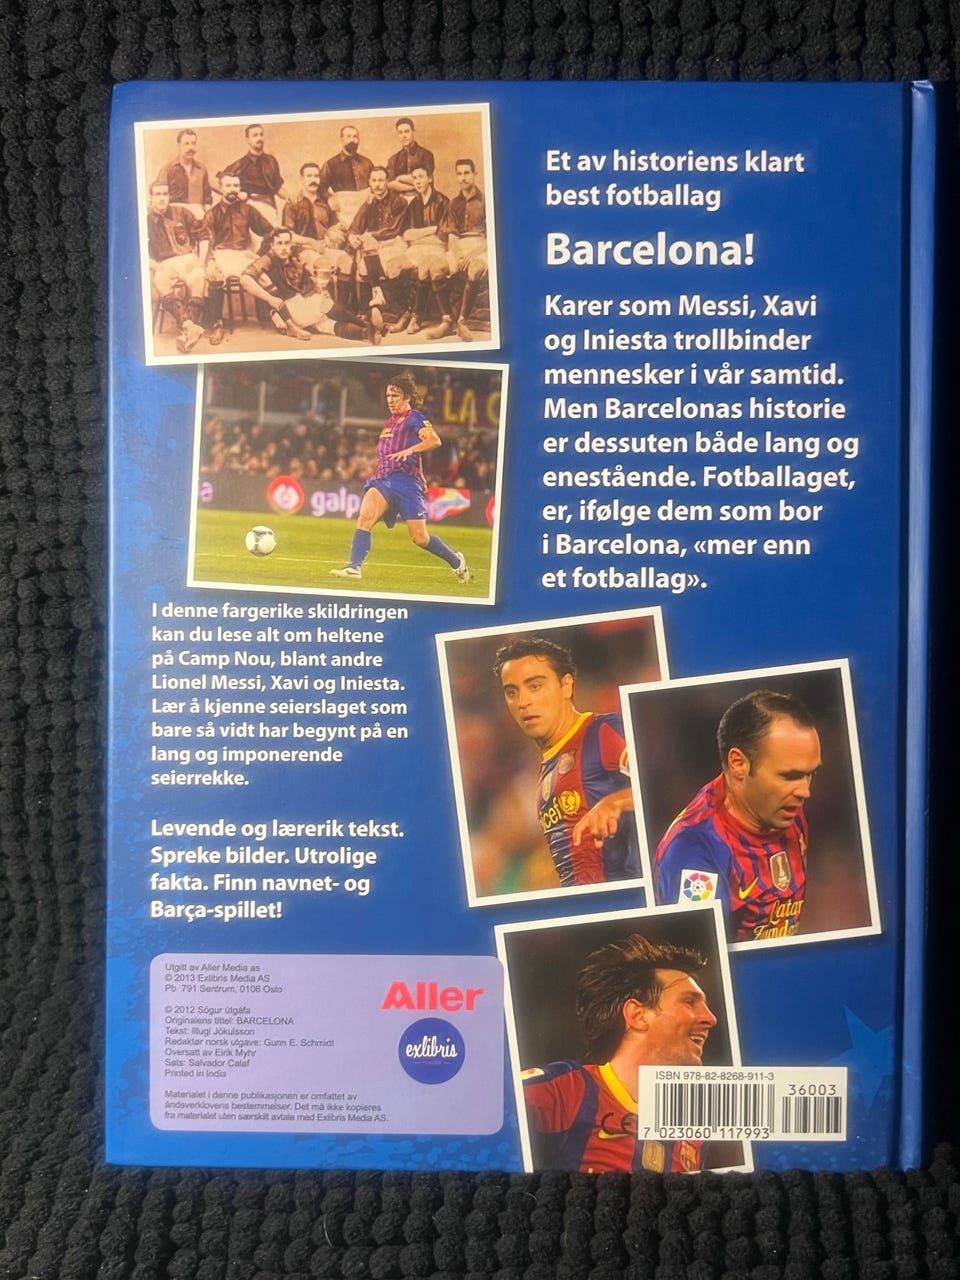 Et av historiens klart
best fotballag
Barcelona!
Karer som Messi, Xavi
og Iniesta trollbinder
mennesker i vår samtid.
Men Barcelonas historie
er dessuten både lang og
enestående. Fotballaget,
er, ifølge dem som bor
i Barcelona, «mer enn
et fotballag».
LA C
galp
I denne fargerike skildringen
kan du lese alt om heltene
på Camp Nou, blant andre
Lionel Messi, Xavi og Iniesta.
Lær å kjenne seierslaget som
bare så vidt har begynt på en
lang og imponerende
seierrekke.
Levende og lærerik tekst.
Spreke bilder. Utrolige
fakta. Finn navnet- og
Barça-spillet!
nicef
Qatar
Utgitt av Aller Media as
© 2013 Exlibris Media AS
Pb 791 Sentrum, 0106 Oslo
© 2012 Sögur útgáfa
Originalens tittel: BARCELONA
Tekst: Illugi Jökulsson
Redaktør norsk utgave: Gunn E. Schmidt
Oversatt av Eirik Myhr
Sats: Salvador Calaf
Printed in India
Materialet i denne publikasjonen er omfattet av
åndsverklovens bestemmelser. Det må ikke kopieres
fra materialet uten særskilt avtale med Exlibris Media AS.
Aller
exlibris
ISBN 978-82-8268-911-3
36003
7 023060 117993